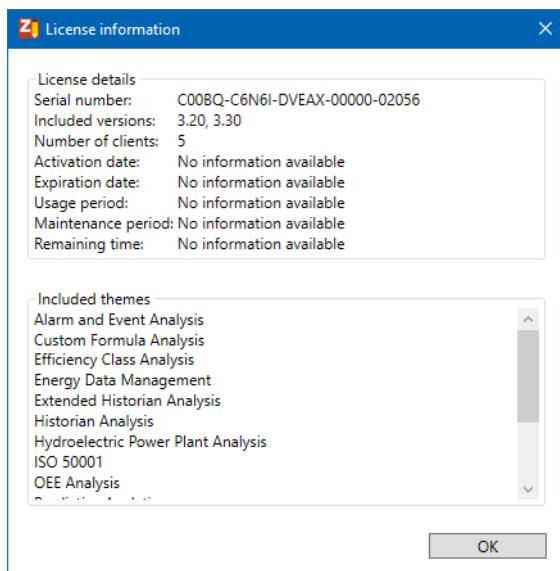 License information
License details
Serial number: C00BQ-C6N6I-DVEAX-00000-02056
Included versions: 3.20, 3.30
Number of clients: 5
Activation date: No information available
Expiration date: No information available
Usage period: No information available
Maintenance period: No information available
Remaining time: No information available
Included themes
Alarm and Event Analysis
Custom Formula Analysis
Efficiency Class Analysis
Energy Data Management
Extended Historian Analysis
Historian Analysis
Hydroelectric Power Plant Analysis
ISO 50001
OEE Analysis
OK